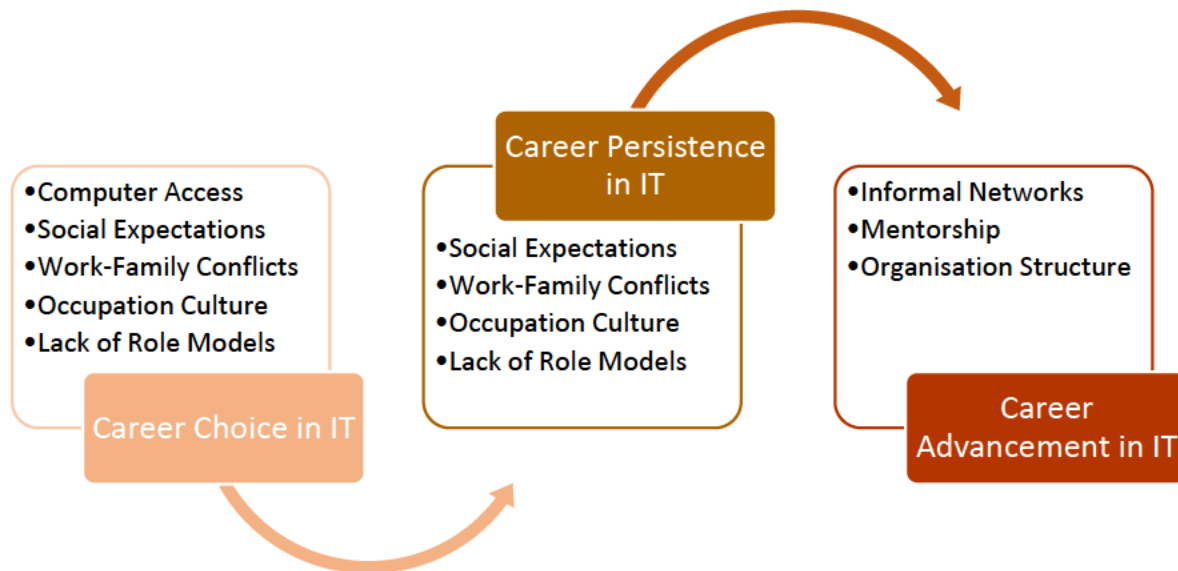 •Computer Access
•Social Expectations
•Work-Family Conflicts
•Occupation Culture
•Lack of Role Models
Career Choice in IT
Career Persistence
in IT
•Social Expectations
•Work-Family Conflicts
•Occupation Culture
•Lack of Role Models
•Informal Networks
•Mentorship
•Organisation Structure
Career
Advancement in IT